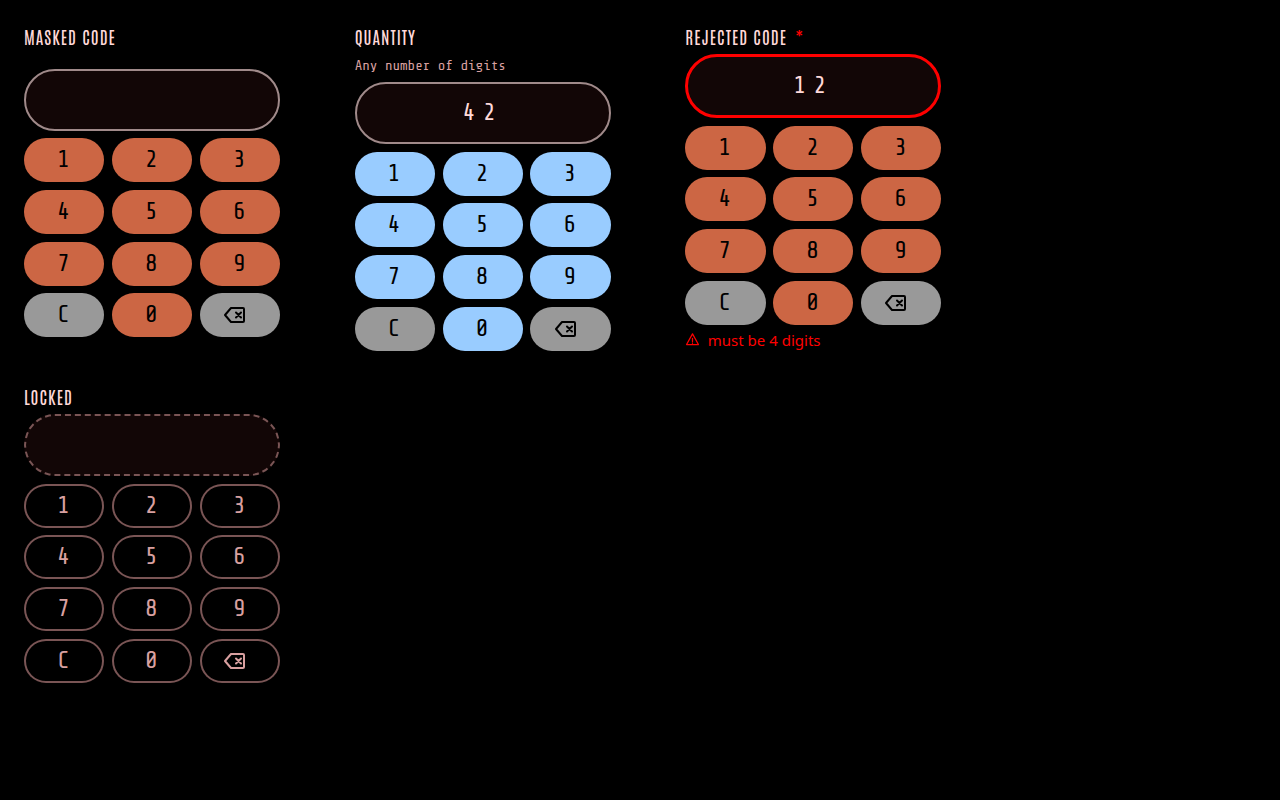 MASKED CODE
1 2 3
4 5 6
7 8 9
C 0
QUANTITY
Any number of digits
4 2
1 2 3
4 5 6
7 8 9
C 0
REJECTED CODE *
1 2
1 2 3
4 5 6
7 8 9
C 0
must be 4 digits
LOCKED
1 2 3
4 5 6
7 8 9
C 0